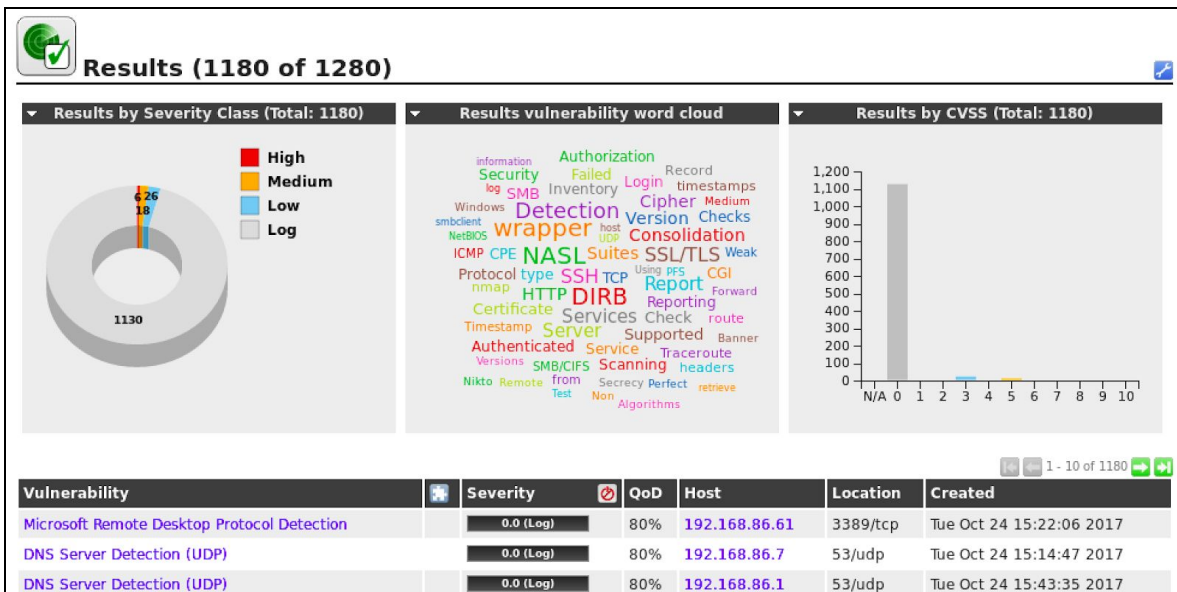 Results (1180 of 1280)
Results by Severity Class (Total: 1180)
High
Medium
Low
Log
6 26
18
1130
Results vulnerability word cloud
information Authorization
Security Failed Record
log SMB Inventory Login timestamps
Windows Detection Cipher Medium
smbclient wrapper host Version Checks
NetBIOS UDP Consolidation
ICMP CPE NASL Suites SSL/TLS Weak
Protocol type SSH TCP Using PFS CGI
nmap HTTP DIRB Report Forward
Certificate Services Reporting
Check route
Timestamp Server Supported Banner
Authenticated Service Traceroute
Versions SMB/CIFS Scanning headers
Nikto Remote from Secrecy Perfect retrieve
Test Non Algorithms
Results by CVSS (Total: 1180)
1,200
1,100
1,000
900
800
700
600
500
400
300
200
100
0
N/A 0 1 2 3 4 5 6 7 8 9 10
1 - 10 of 1180
Vulnerability Severity QoD Host Location Created
Microsoft Remote Desktop Protocol Detection 0.0 (Log) 80% 192.168.86.61 3389/tcp Tue Oct 24 15:22:06 2017
DNS Server Detection (UDP) 0.0 (Log) 80% 192.168.86.7 53/udp Tue Oct 24 15:14:47 2017
DNS Server Detection (UDP) 0.0 (Log) 80% 192.168.86.1 53/udp Tue Oct 24 15:43:35 2017